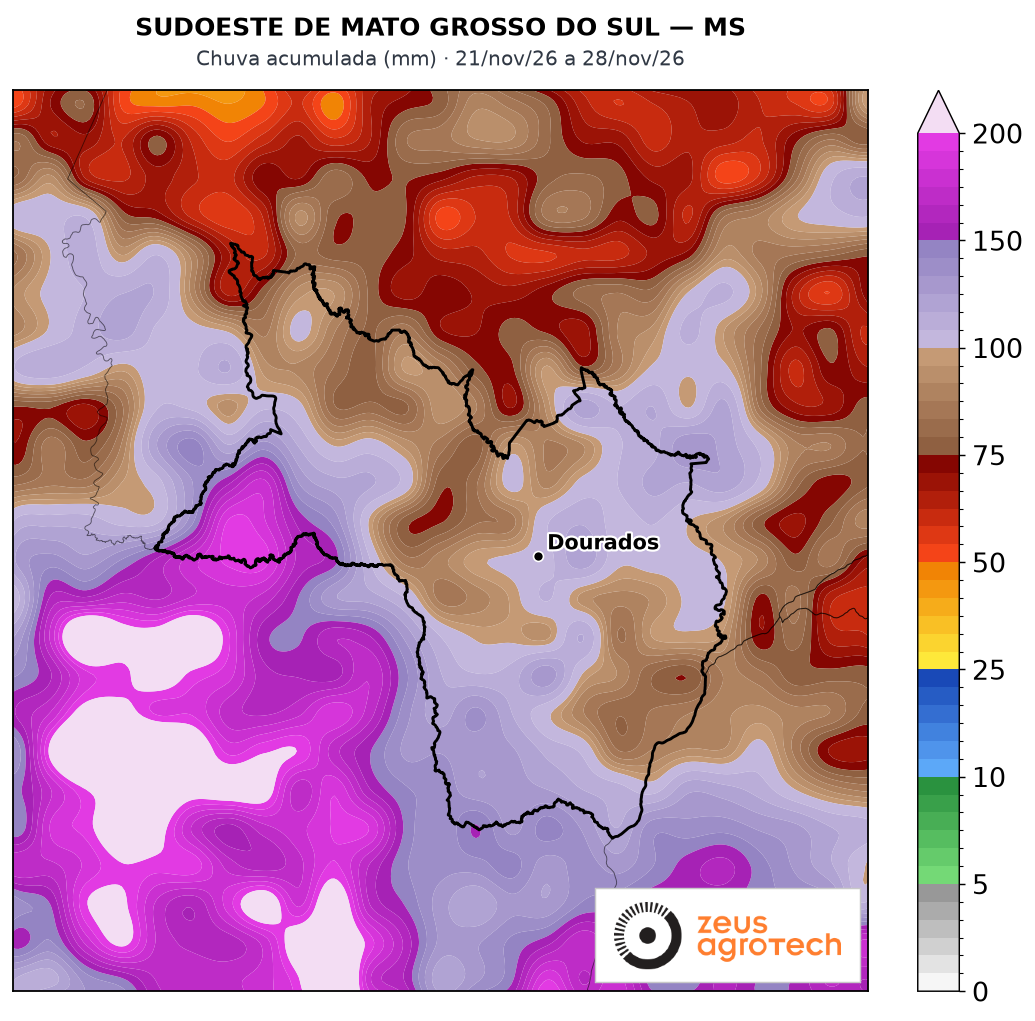 SUDOESTE DE MATO GROSSO DO SUL — MS
Chuva acumulada (mm) · 21/nov/26 a 28/nov/26
200
150
100
75
50
25
10
5
0
Dourados
zeus
agrotech